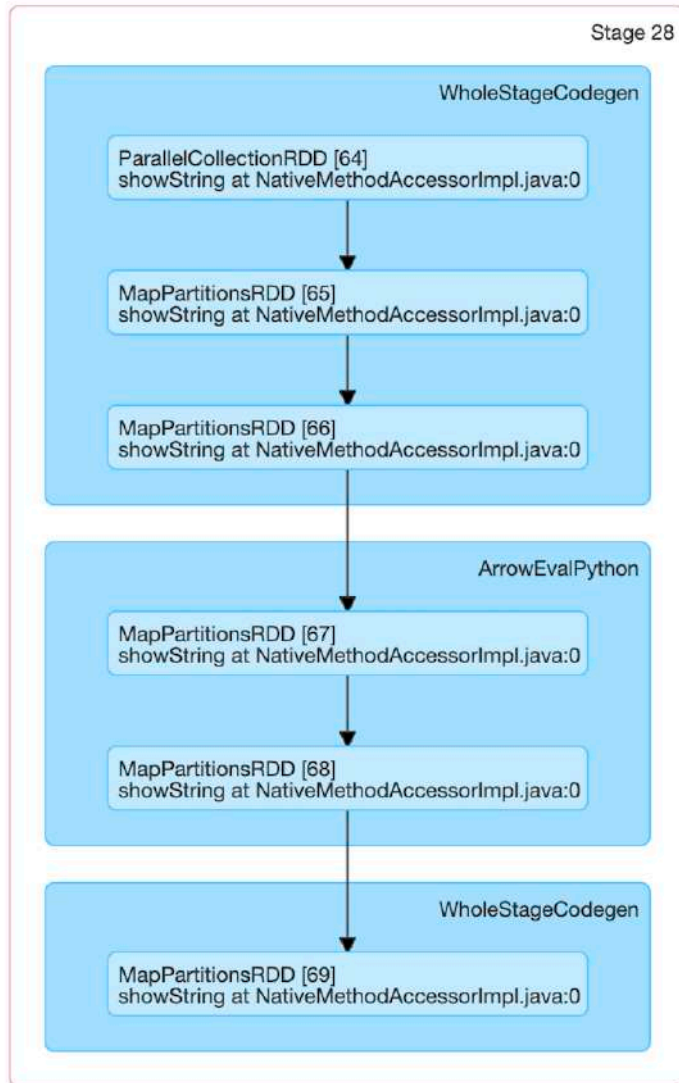 Stage 28
WholeStageCodegen
ParallelCollectionRDD [64]
showString at NativeMethodAccessorImpl.java:0
MapPartitionsRDD [65]
showString at NativeMethodAccessorImpl.java:0
MapPartitionsRDD [66]
showString at NativeMethodAccessorImpl.java:0
ArrowEvalPython
MapPartitionsRDD [67]
showString at NativeMethodAccessorImpl.java:0
MapPartitionsRDD [68]
showString at NativeMethodAccessorImpl.java:0
WholeStageCodegen
MapPartitionsRDD [69]
showString at NativeMethodAccessorImpl.java:0